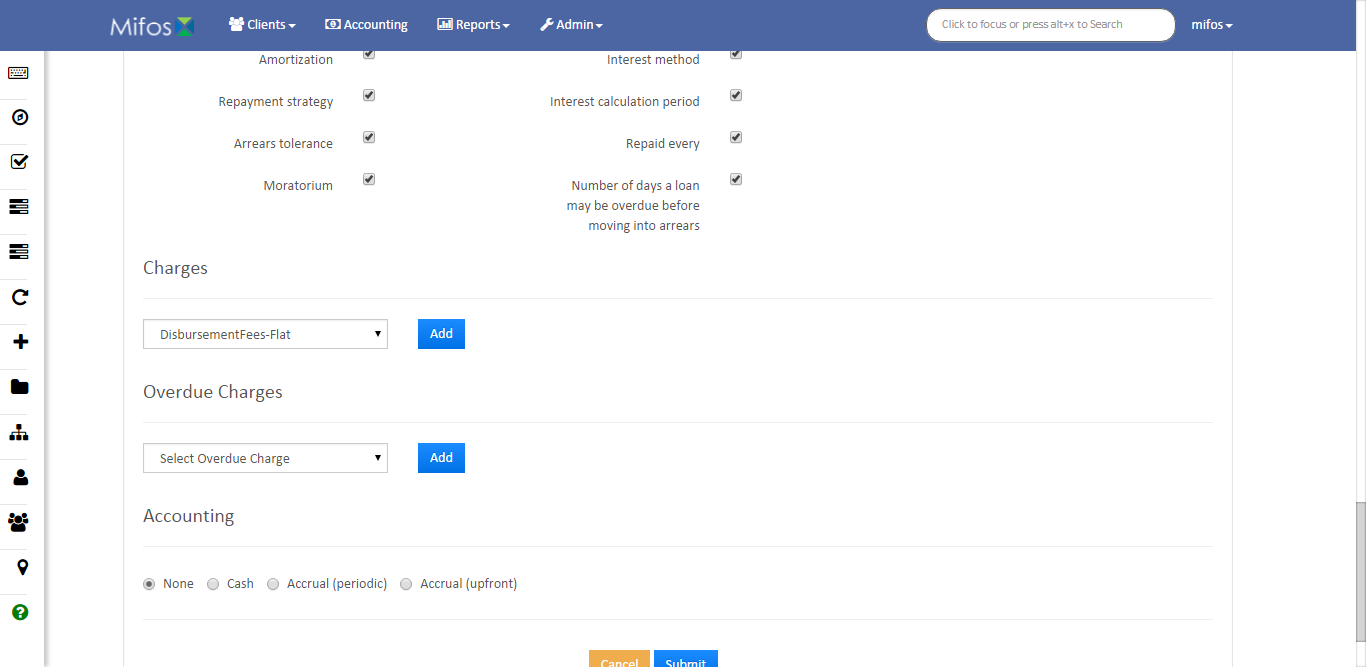 Mifos Clients Accounting Reports Admin Click to focus or press alt+x to Search mifos
Amortization Interest method
Repayment strategy Interest calculation period
Arrears tolerance Repaid every
Moratorium Number of days a loan
may be overdue before
moving into arrears
Charges
DisbursementFees-Flat Add
Overdue Charges
Select Overdue Charge Add
Accounting
None Cash Accrual (periodic) Accrual (upfront)
Cancel Submit